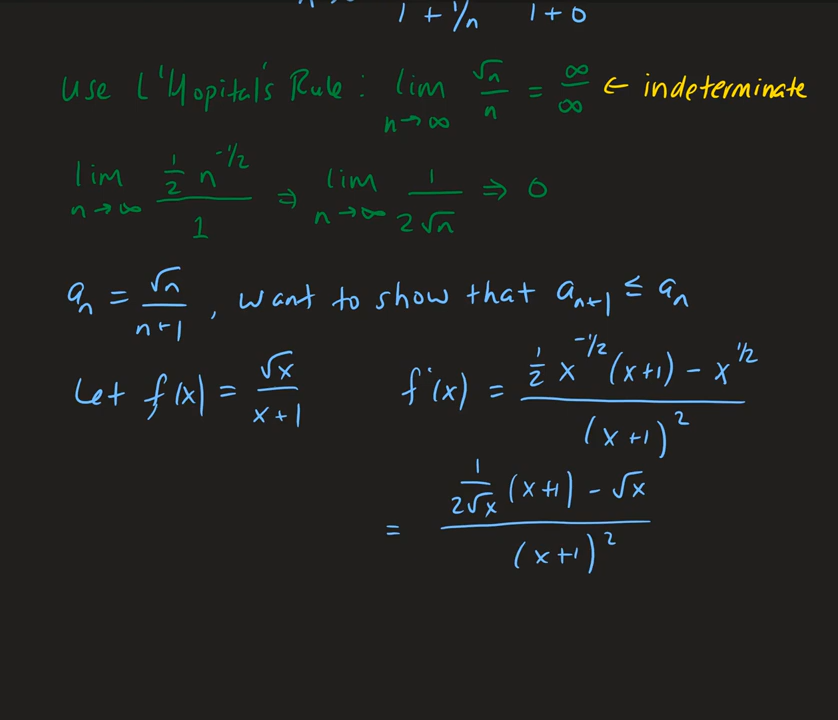 1 + 1/n 1 + 0
Use L'Hopital's Rule : lim n→∞ √n/n = ∞/∞ ← indeterminate
lim n→∞ (1/2 n^(-1/2))/1 ⇒ lim n→∞ 1/(2√n) ⇒ 0
a_n = √n/(n+1) , want to show that a_(n+1) ≤ a_n
Let f(x) = √x/(x+1) f'(x) = (1/2 x^(-1/2) (x+1) - x^(1/2))/(x+1)^2
= (1/(2√x) (x+1) - √x)/(x+1)^2